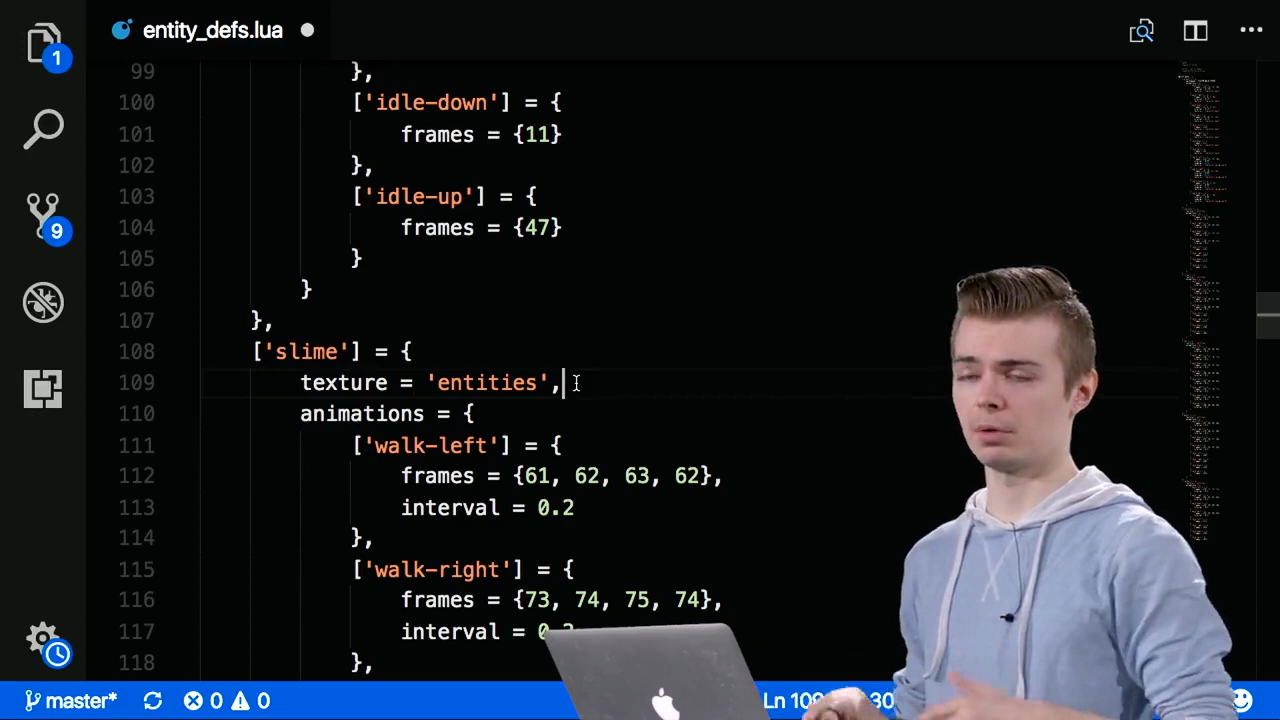 1
entity_defs.lua
99 },
100 ['idle-down'] = {
101 frames = {11}
102 },
103 ['idle-up'] = {
9
104 frames = {47}
105 }
106 }
107 },
108 ['slime'] = {
109 texture = 'entities',
110 animations = {
111 ['walk-left'] = {
112 frames = {61, 62, 63, 62},
113 interval = 0.2
114 },
115 ['walk-right'] = {
116 frames = {73, 74, 75, 74},
117 interval =
118 },
master* 0 0 Ln 30